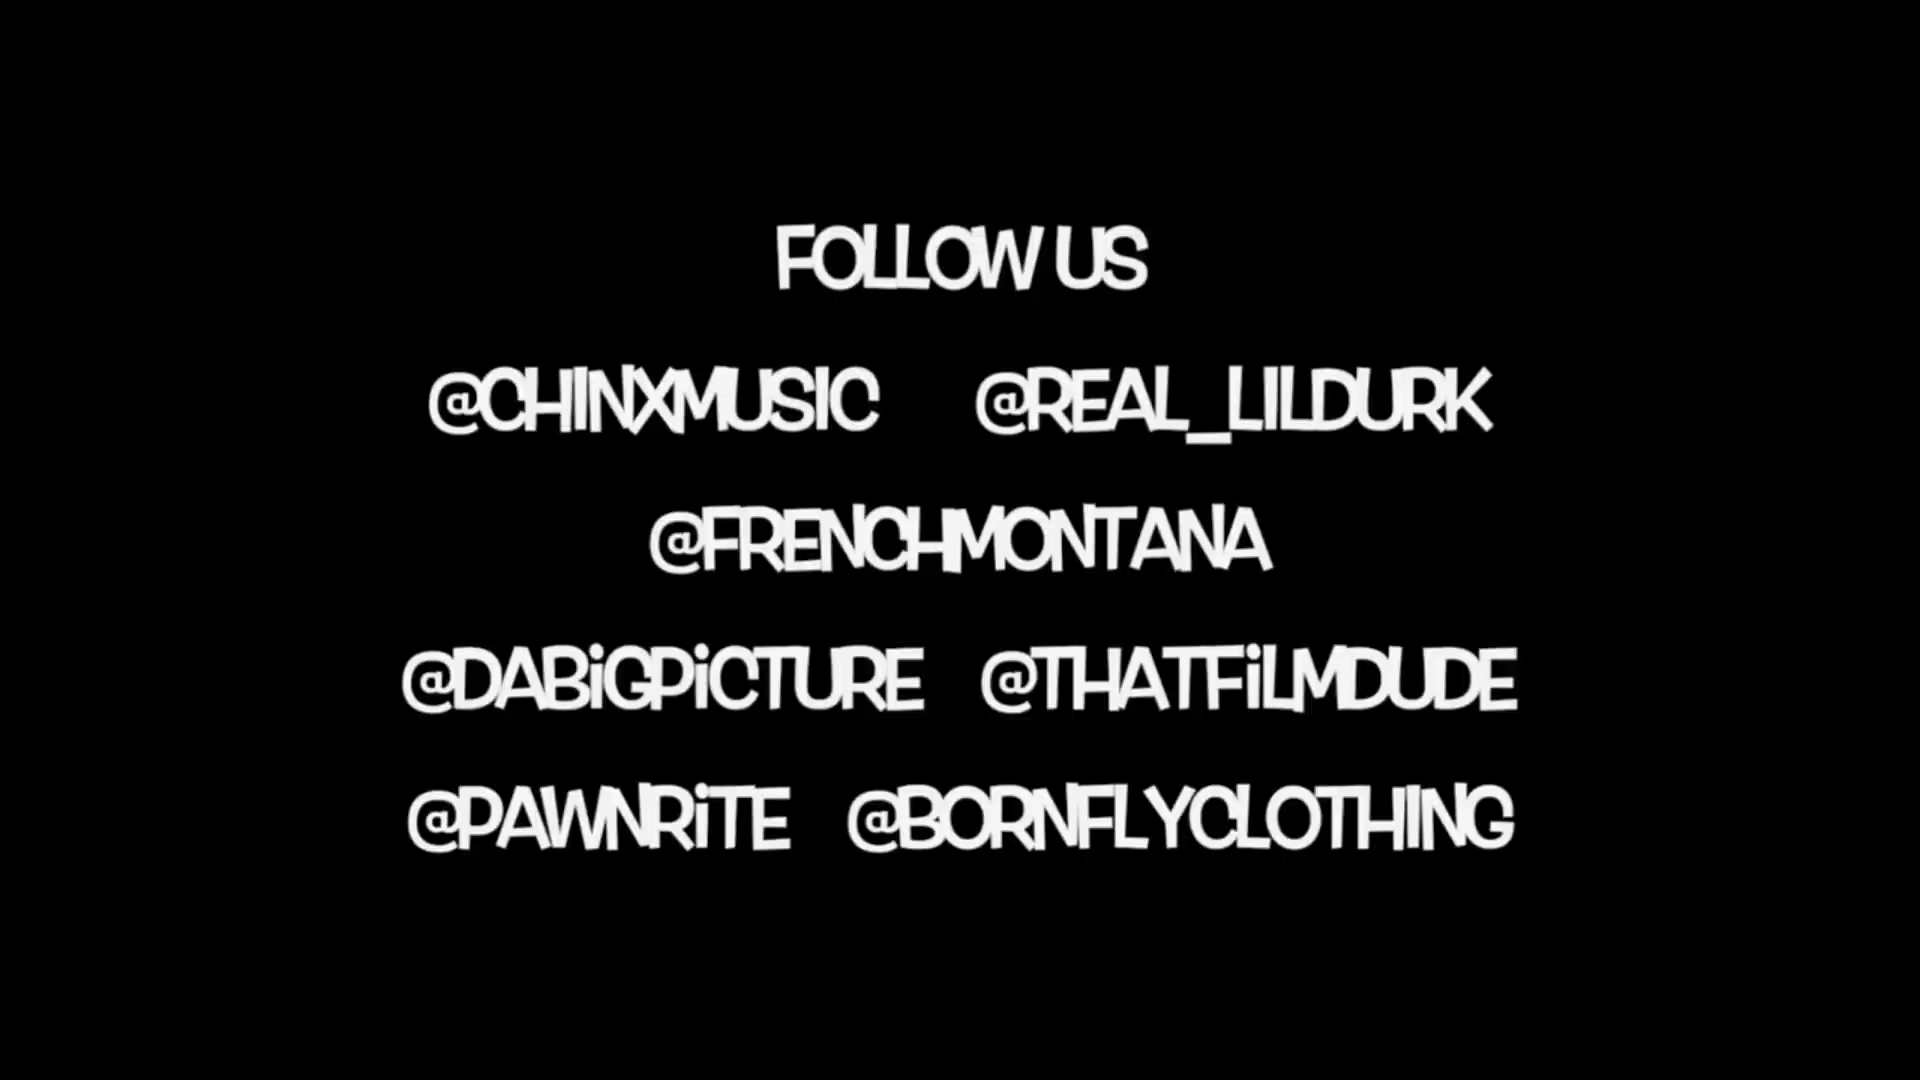 FOLLOW US
@CHINXMUSIC @REAL_LILDURK
@FRENCHMONTANA
@DABiGPiCTURE @THATFiLMDUDE
@PAWNRiTE @BORNFLYCLOTHING